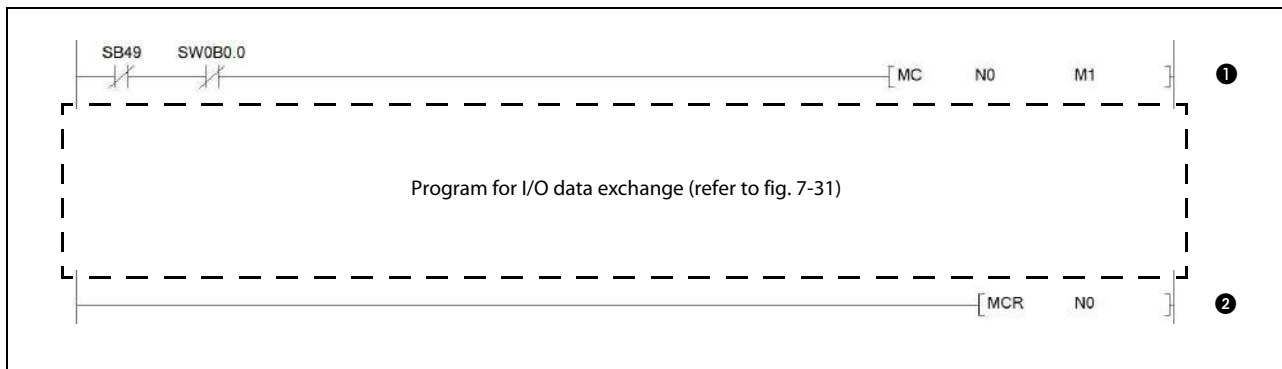 SB49 SW0B0.0
MC N0 M1 ❶
Program for I/O data exchange (refer to fig. 7-31)
MCR N0 ❷